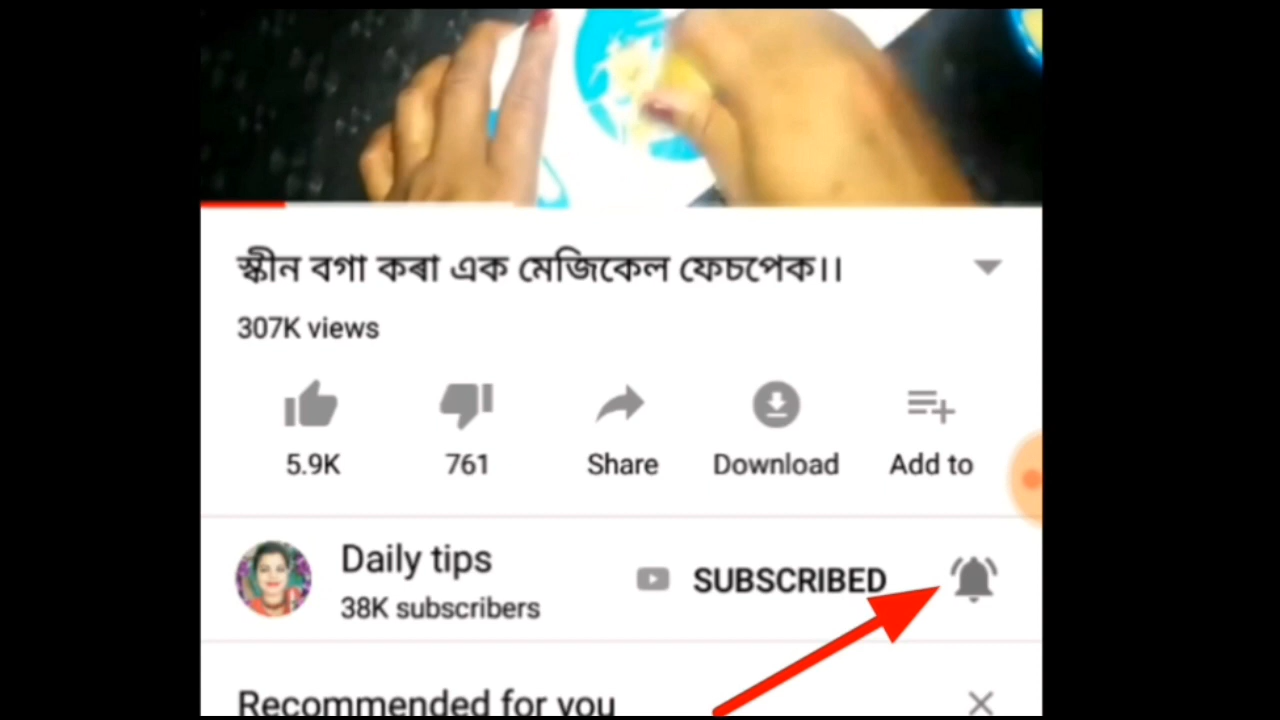 স্কীন বগা কৰা এক মেজিকেল ফেচপেক।।
307K views
5.9K 761 Share Download Add to
Daily tips SUBSCRIBED
38K subscribers
Recommended for you